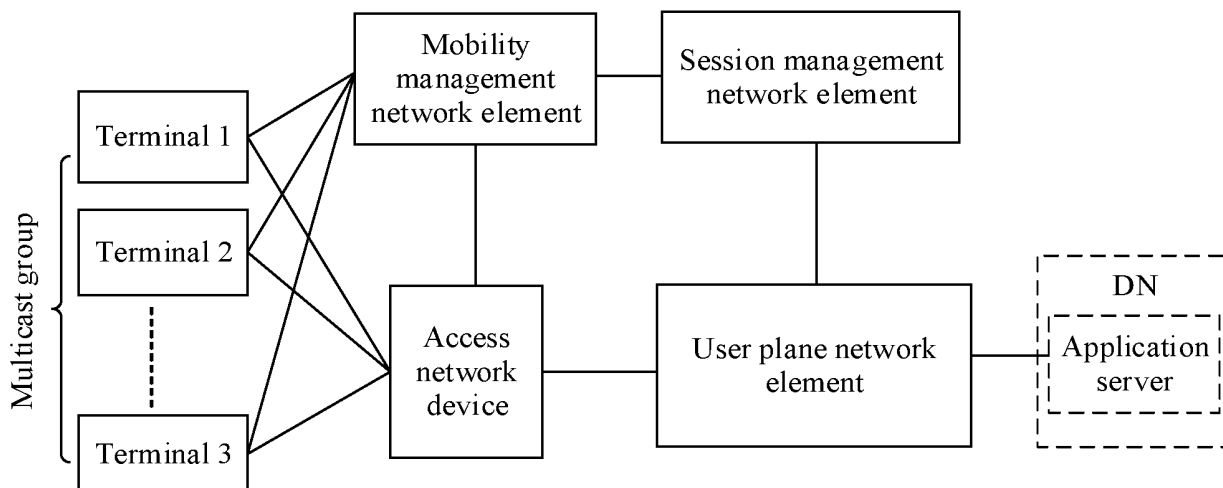 Multicast group
Terminal 1
Terminal 2
Terminal 3
Mobility
management
network element
Session management
network element
Access
network
device
User plane network
element
DN
Application
server